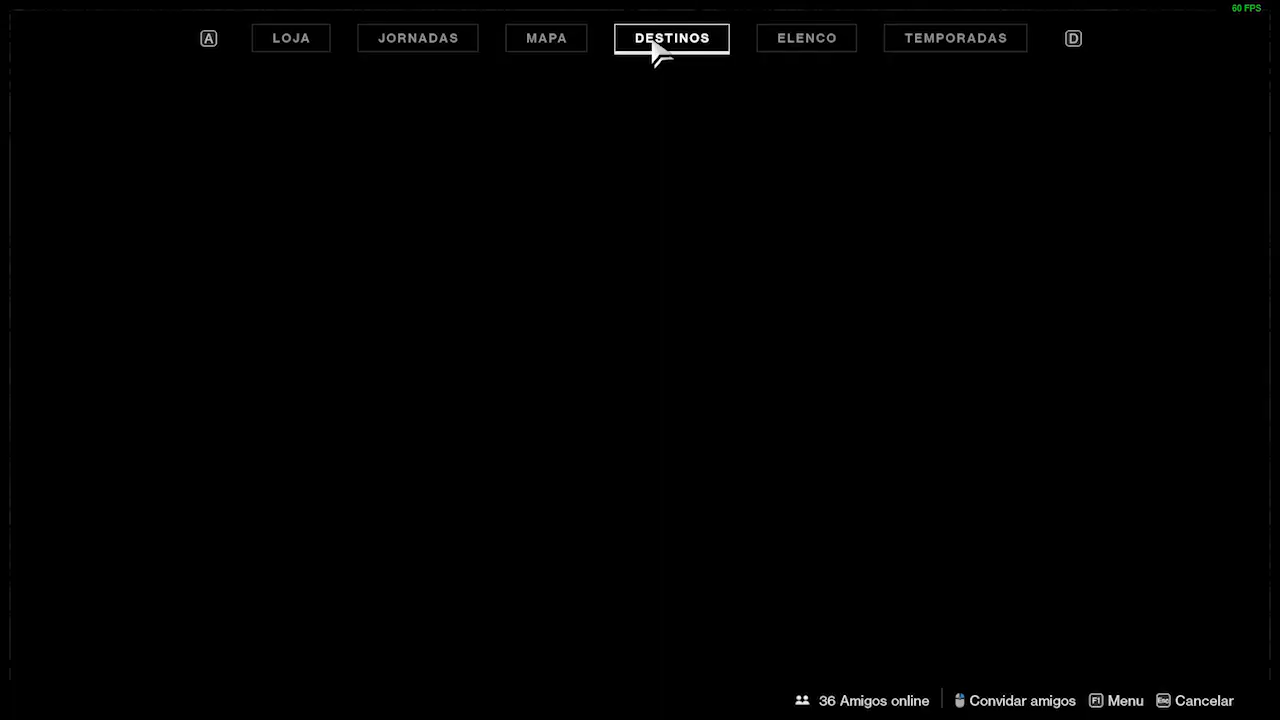 60 FPS
A LOJA JORNADAS MAPA DESTINOS ELENCO TEMPORADAS D
36 Amigos online Convidar amigos F1 Menu Esc Cancelar